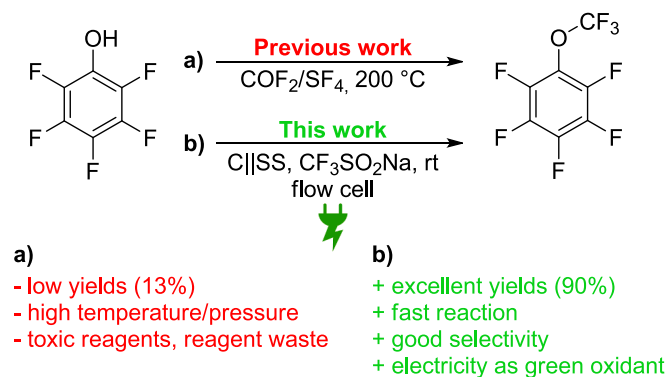 OH
F
F
F
F
F
a)
Previous work
COF₂/SF₄, 200 °C
b)
This work
C||SS, CF₃SO₂Na, rt
flow cell
O
CF₃
F
F
F
F
F
a)
- low yields (13%)
- high temperature/pressure
- toxic reagents, reagent waste
b)
+ excellent yields (90%)
+ fast reaction
+ good selectivity
+ electricity as green oxidant